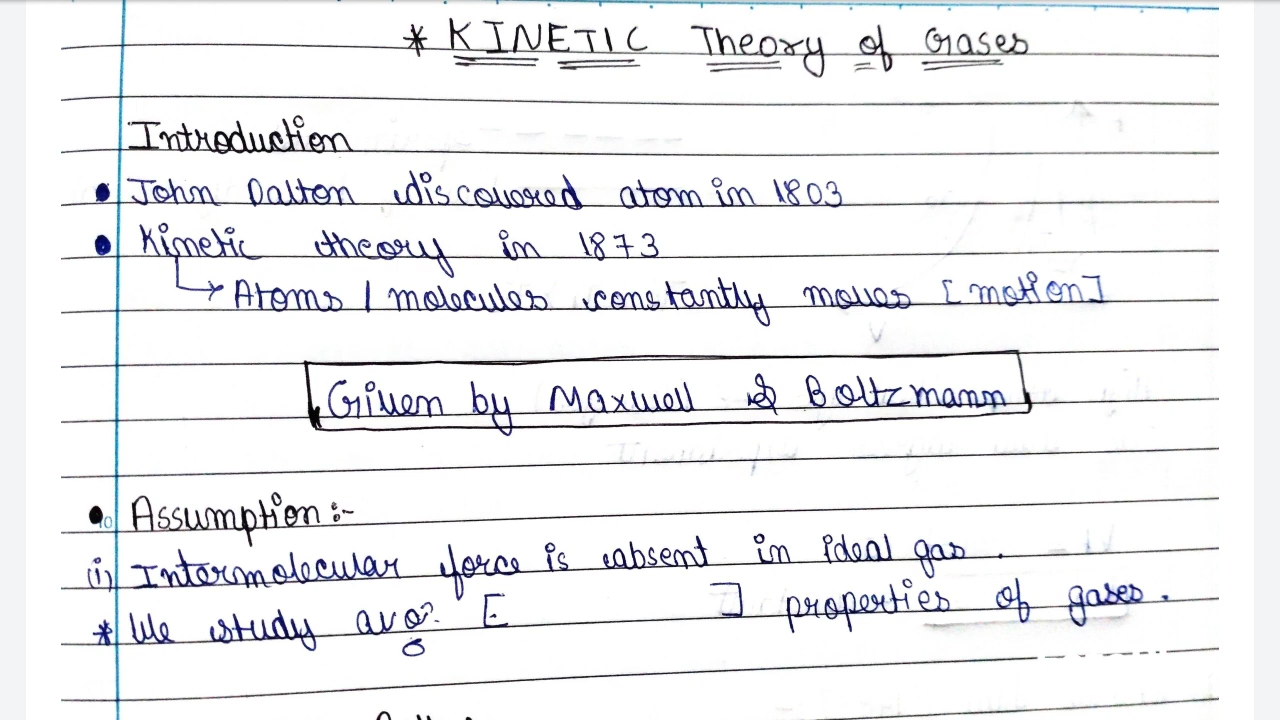 * KINETIC Theory of Gases
Introduction
• John Dalton discovered atom in 1803
• Kinetic theory in 1873
↳ Atoms / molecules constantly moves [motion]
Given by Maxwell & Boltzmann
• Assumption :-
(i) Intermolecular force is absent in ideal gas .
* We study avg. [ ] properties of gases .